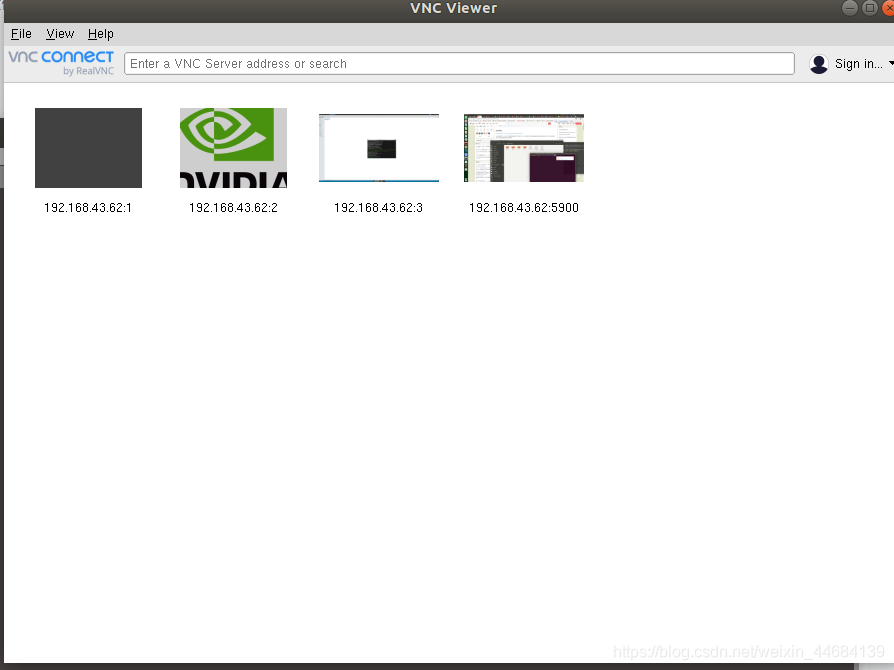 VNC Viewer
File View Help
vnc connect
by RealVNC
Enter a VNC Server address or search
Sign in...
NVIDIA
192.168.43.62:1
192.168.43.62:2
192.168.43.62:3
192.168.43.62:5900
https://blog.csdn.net/weixin_44684139